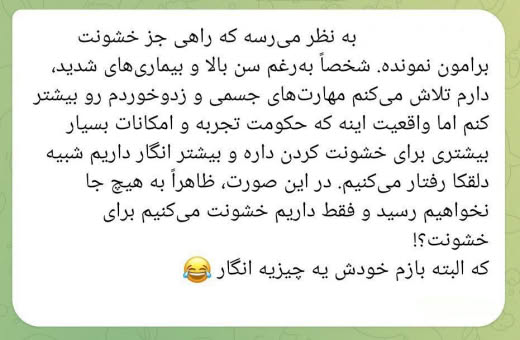 به نظر می‌رسه که راهی جز خشونت
برامون نمونده. شخصاً به‌رغم سن بالا و بیماری‌های شدید،
دارم تلاش می‌کنم مهارت‌های جسمی و زدوخوردم رو بیشتر
کنم اما واقعیت اینه که حکومت تجربه و امکانات بسیار
بیشتری برای خشونت کردن داره و بیشتر انگار داریم شبیه
دلقکا رفتار می‌کنیم. در این صورت، ظاهراً به هیچ جا
نخواهیم رسید و فقط داریم خشونت می‌کنیم برای
خشونت؟!
که البته بازم خودش یه چیزیه انگار 😂